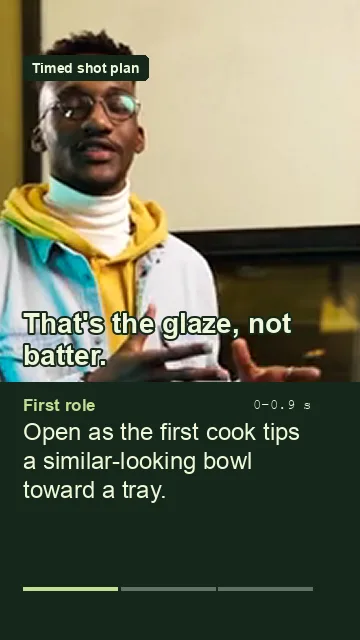 Timed shot plan
That's the glaze, not
batter.
First role
0–0.9 s
Open as the first cook tips
a similar-looking bowl
toward a tray.